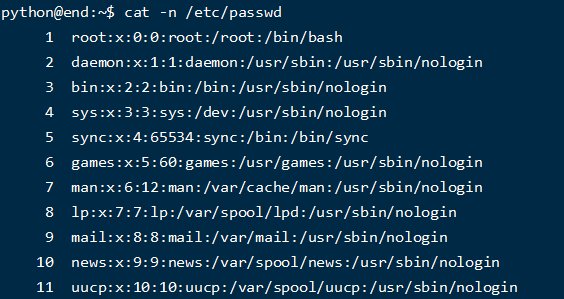 python@end:~$ cat -n /etc/passwd
1 root:x:0:0:root:/root:/bin/bash
2 daemon:x:1:1:daemon:/usr/sbin:/usr/sbin/nologin
3 bin:x:2:2:bin:/bin:/usr/sbin/nologin
4 sys:x:3:3:sys:/dev:/usr/sbin/nologin
5 sync:x:4:65534:sync:/bin:/bin/sync
6 games:x:5:60:games:/usr/games:/usr/sbin/nologin
7 man:x:6:12:man:/var/cache/man:/usr/sbin/nologin
8 lp:x:7:7:lp:/var/spool/lpd:/usr/sbin/nologin
9 mail:x:8:8:mail:/var/mail:/usr/sbin/nologin
10 news:x:9:9:news:/var/spool/news:/usr/sbin/nologin
11 uucp:x:10:10:uucp:/var/spool/uucp:/usr/sbin/nologin